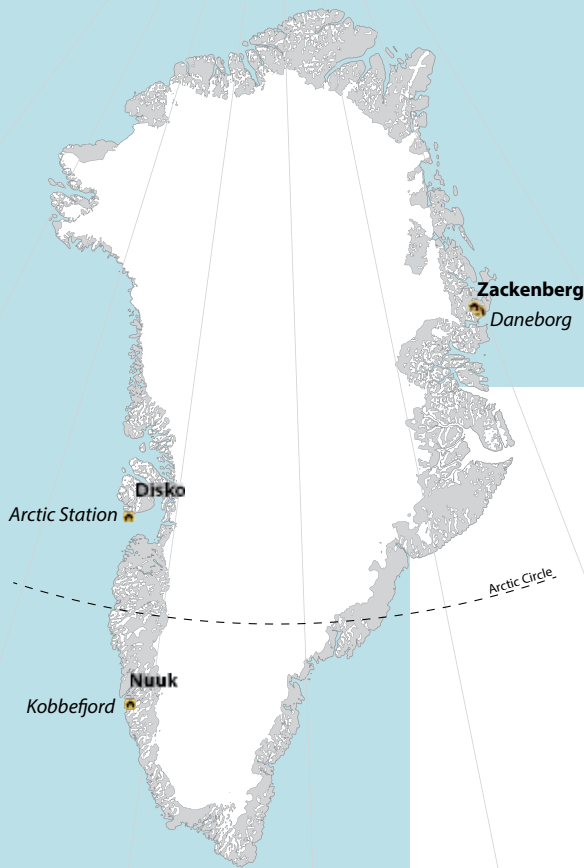 Zackenberg
Daneborg
Disko
Arctic Station
Arctic Circle
Nuuk
Kobbefjord